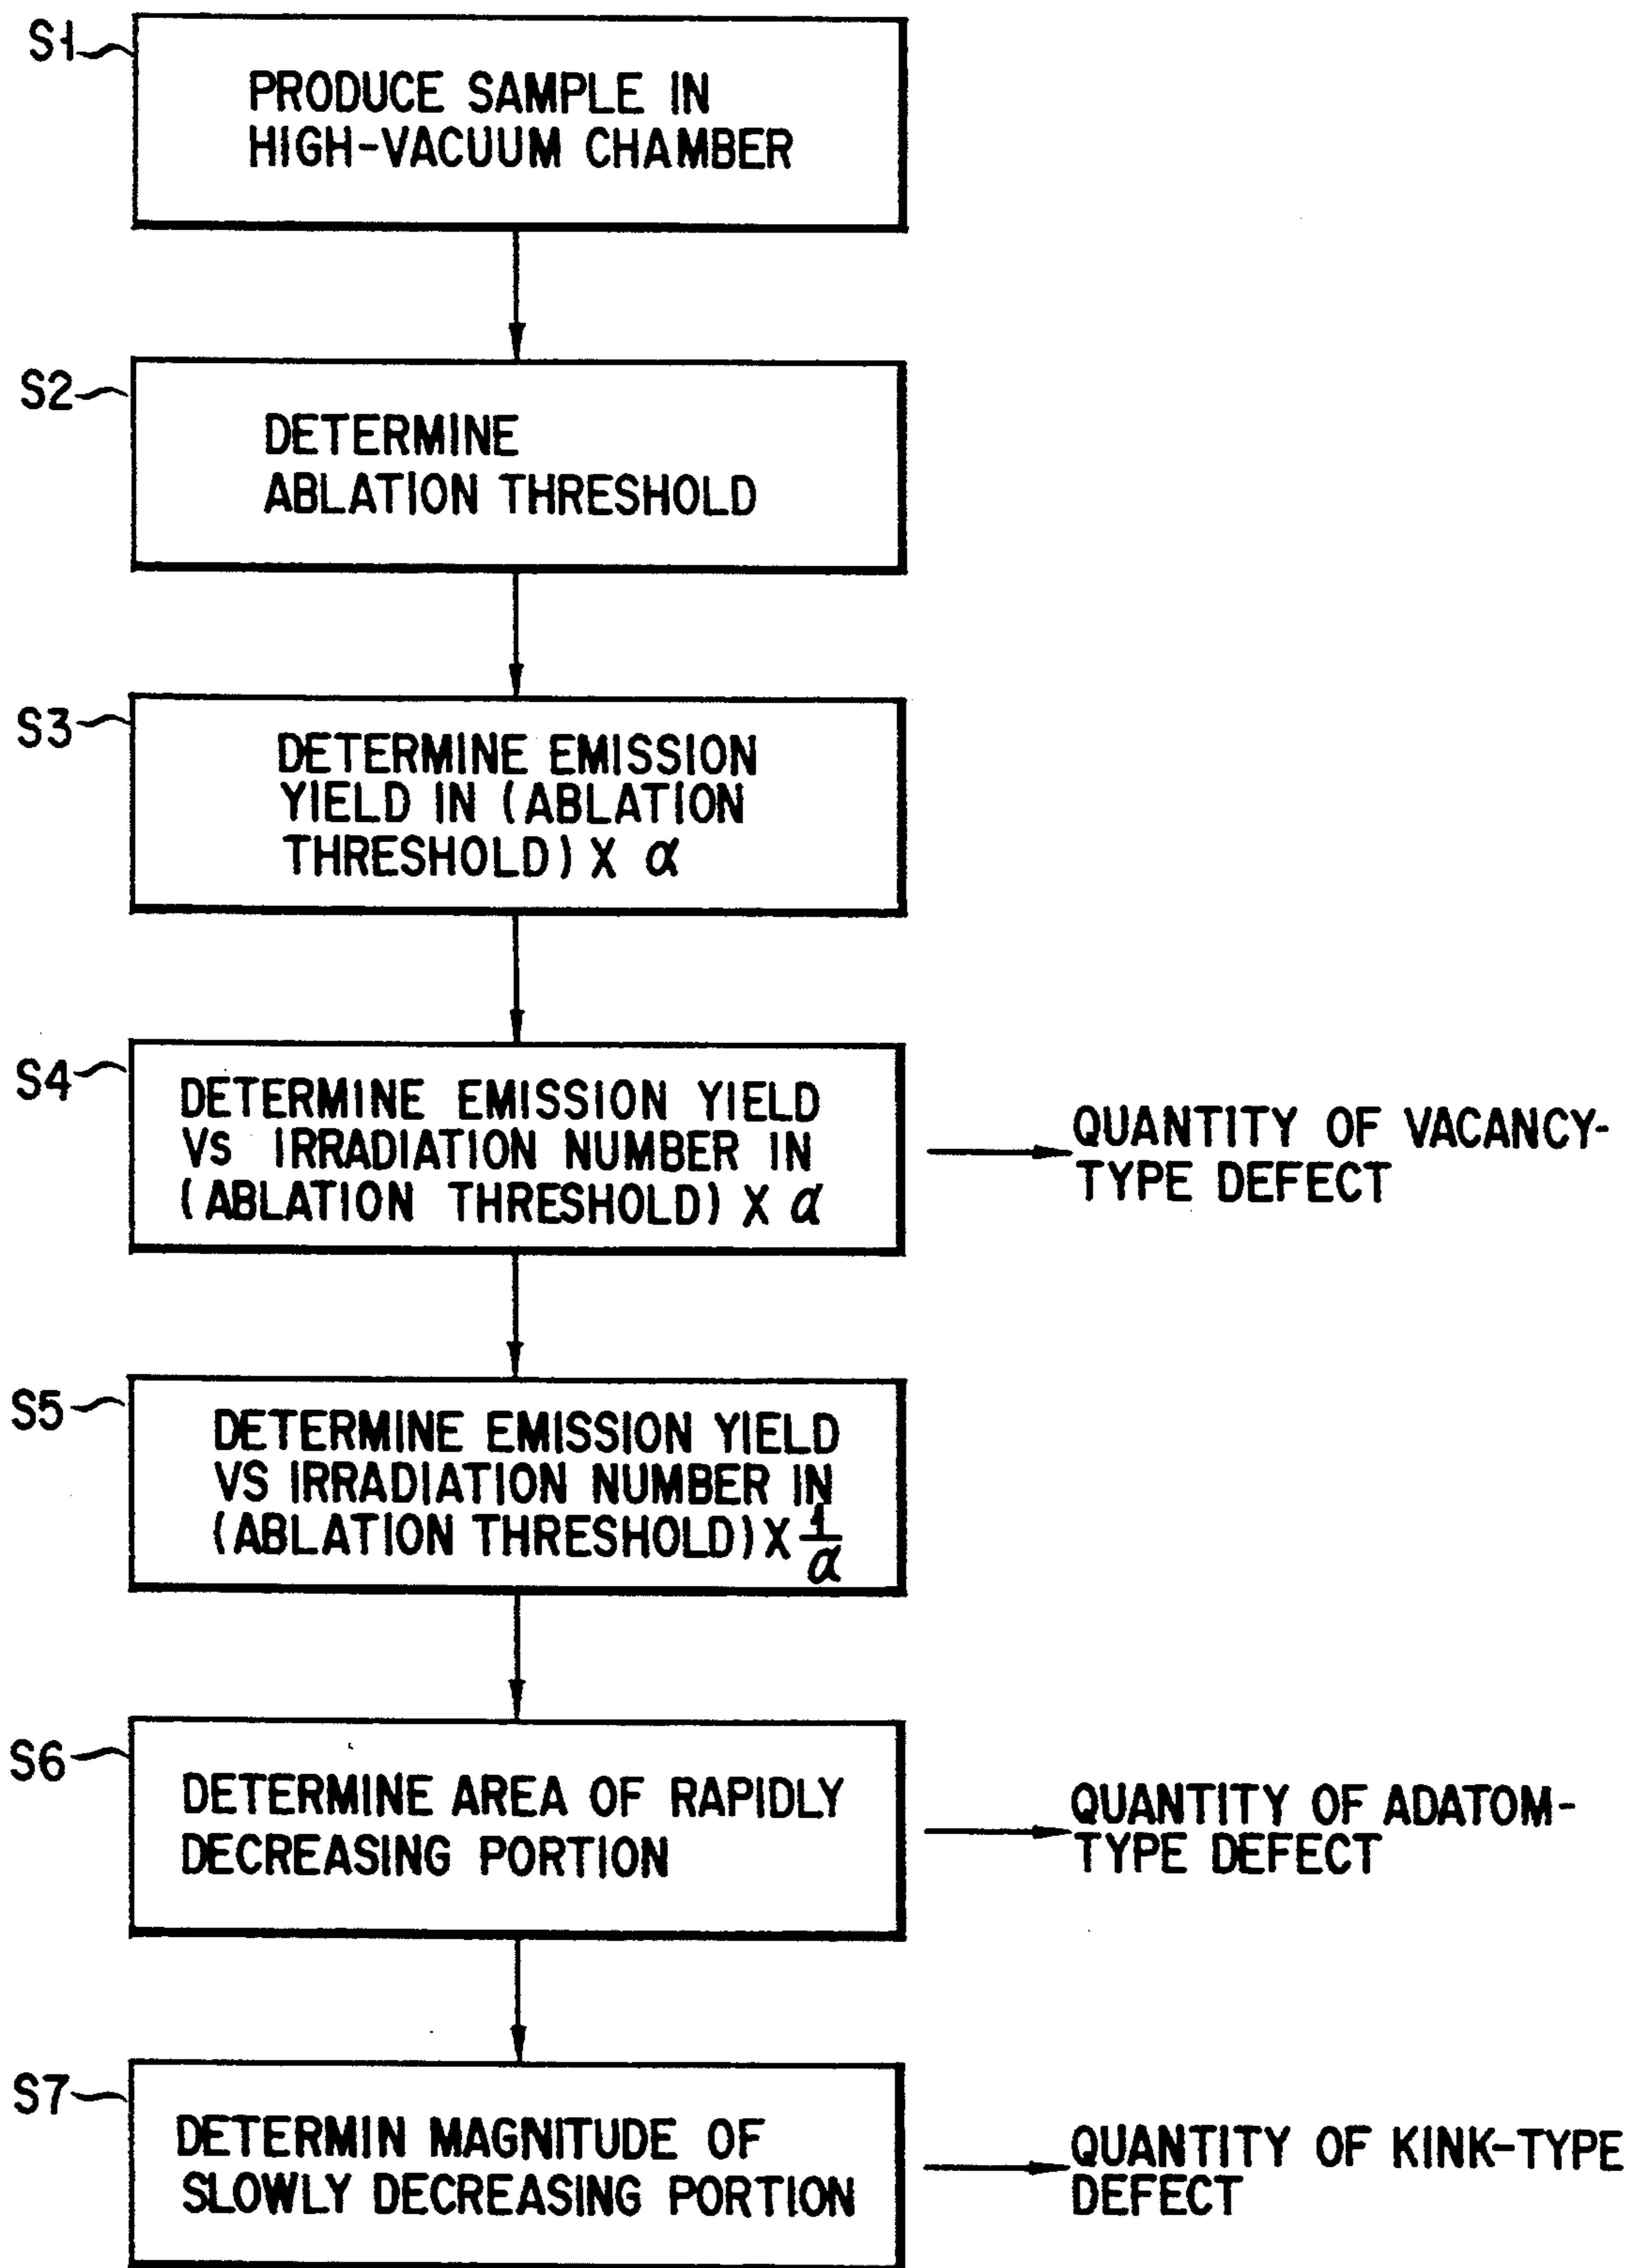 S1
PRODUCE SAMPLE IN
HIGH-VACUUM CHAMBER
S2
DETERMINE
ABLATION THRESHOLD
S3
DETERMINE EMISSION
YIELD IN (ABLATION
THRESHOLD) X α
S4
DETERMINE EMISSION YIELD
VS IRRADIATION NUMBER IN
(ABLATION THRESHOLD) X α
QUANTITY OF VACANCY-
TYPE DEFECT
S5
DETERMINE EMISSION YIELD
VS IRRADIATION NUMBER IN
(ABLATION THRESHOLD) X 1/α
S6
DETERMINE AREA OF RAPIDLY
DECREASING PORTION
QUANTITY OF ADATOM-
TYPE DEFECT
S7
DETERMIN MAGNITUDE OF
SLOWLY DECREASING PORTION
QUANTITY OF KINK-TYPE
DEFECT